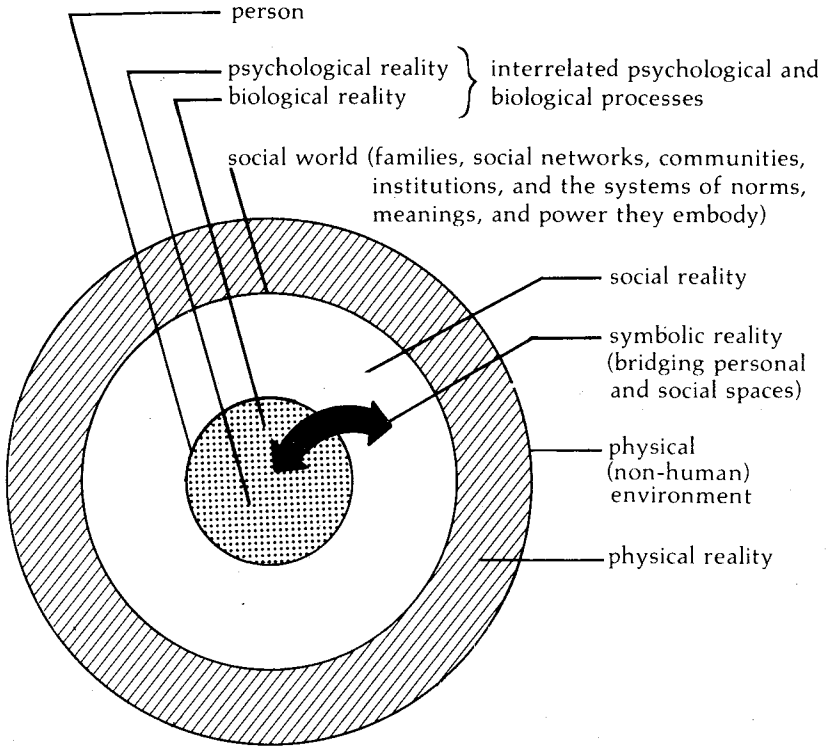 person
psychological reality
biological reality
interrelated psychological and
biological processes
social world (families, social networks, communities,
institutions, and the systems of norms,
meanings, and power they embody)
social reality
symbolic reality
(bridging personal
and social spaces)
physical
(non-human)
environment
physical reality